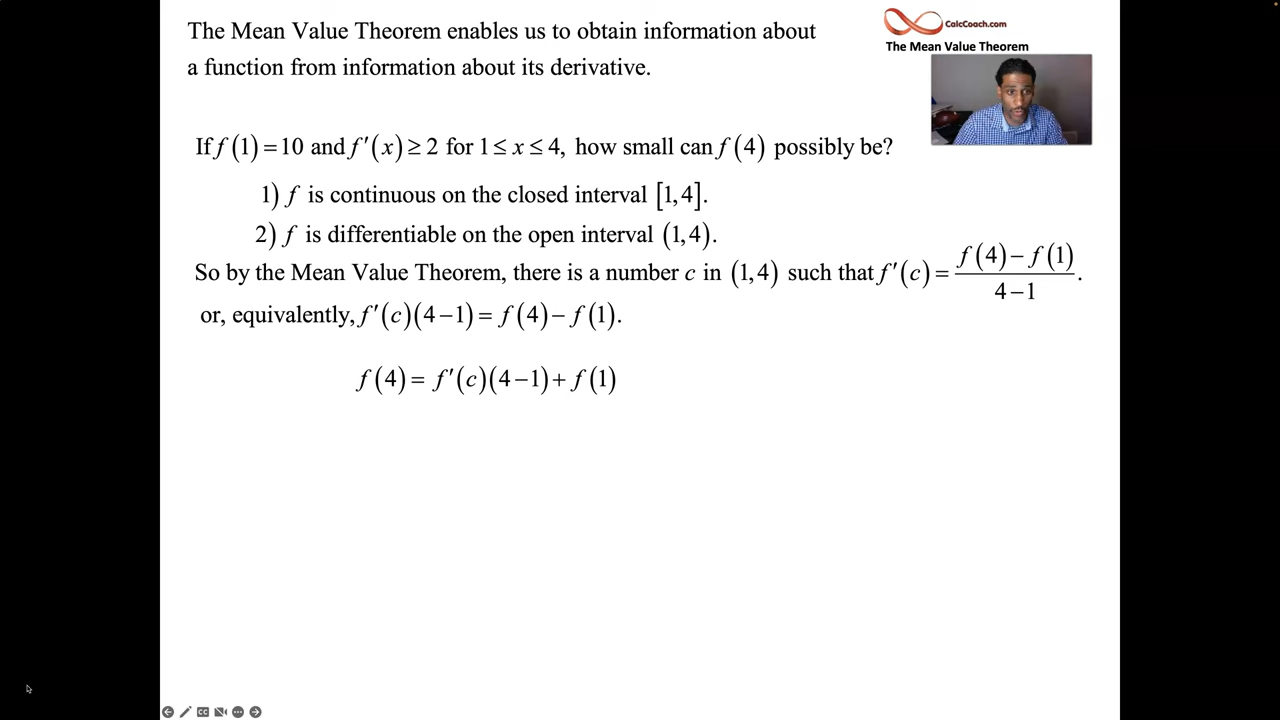 The Mean Value Theorem enables us to obtain information about
a function from information about its derivative.
CalcCoach.com
The Mean Value Theorem
If f(1) = 10 and f′(x) ≥ 2 for 1 ≤ x ≤ 4, how small can f(4) possibly be?
1) f is continuous on the closed interval [1,4].
2) f is differentiable on the open interval (1,4).
So by the Mean Value Theorem, there is a number c in (1,4) such that f′(c) = (f(4) − f(1))/(4 − 1).
or, equivalently, f′(c)(4−1) = f(4) − f(1).
f(4) = f′(c)(4−1) + f(1)